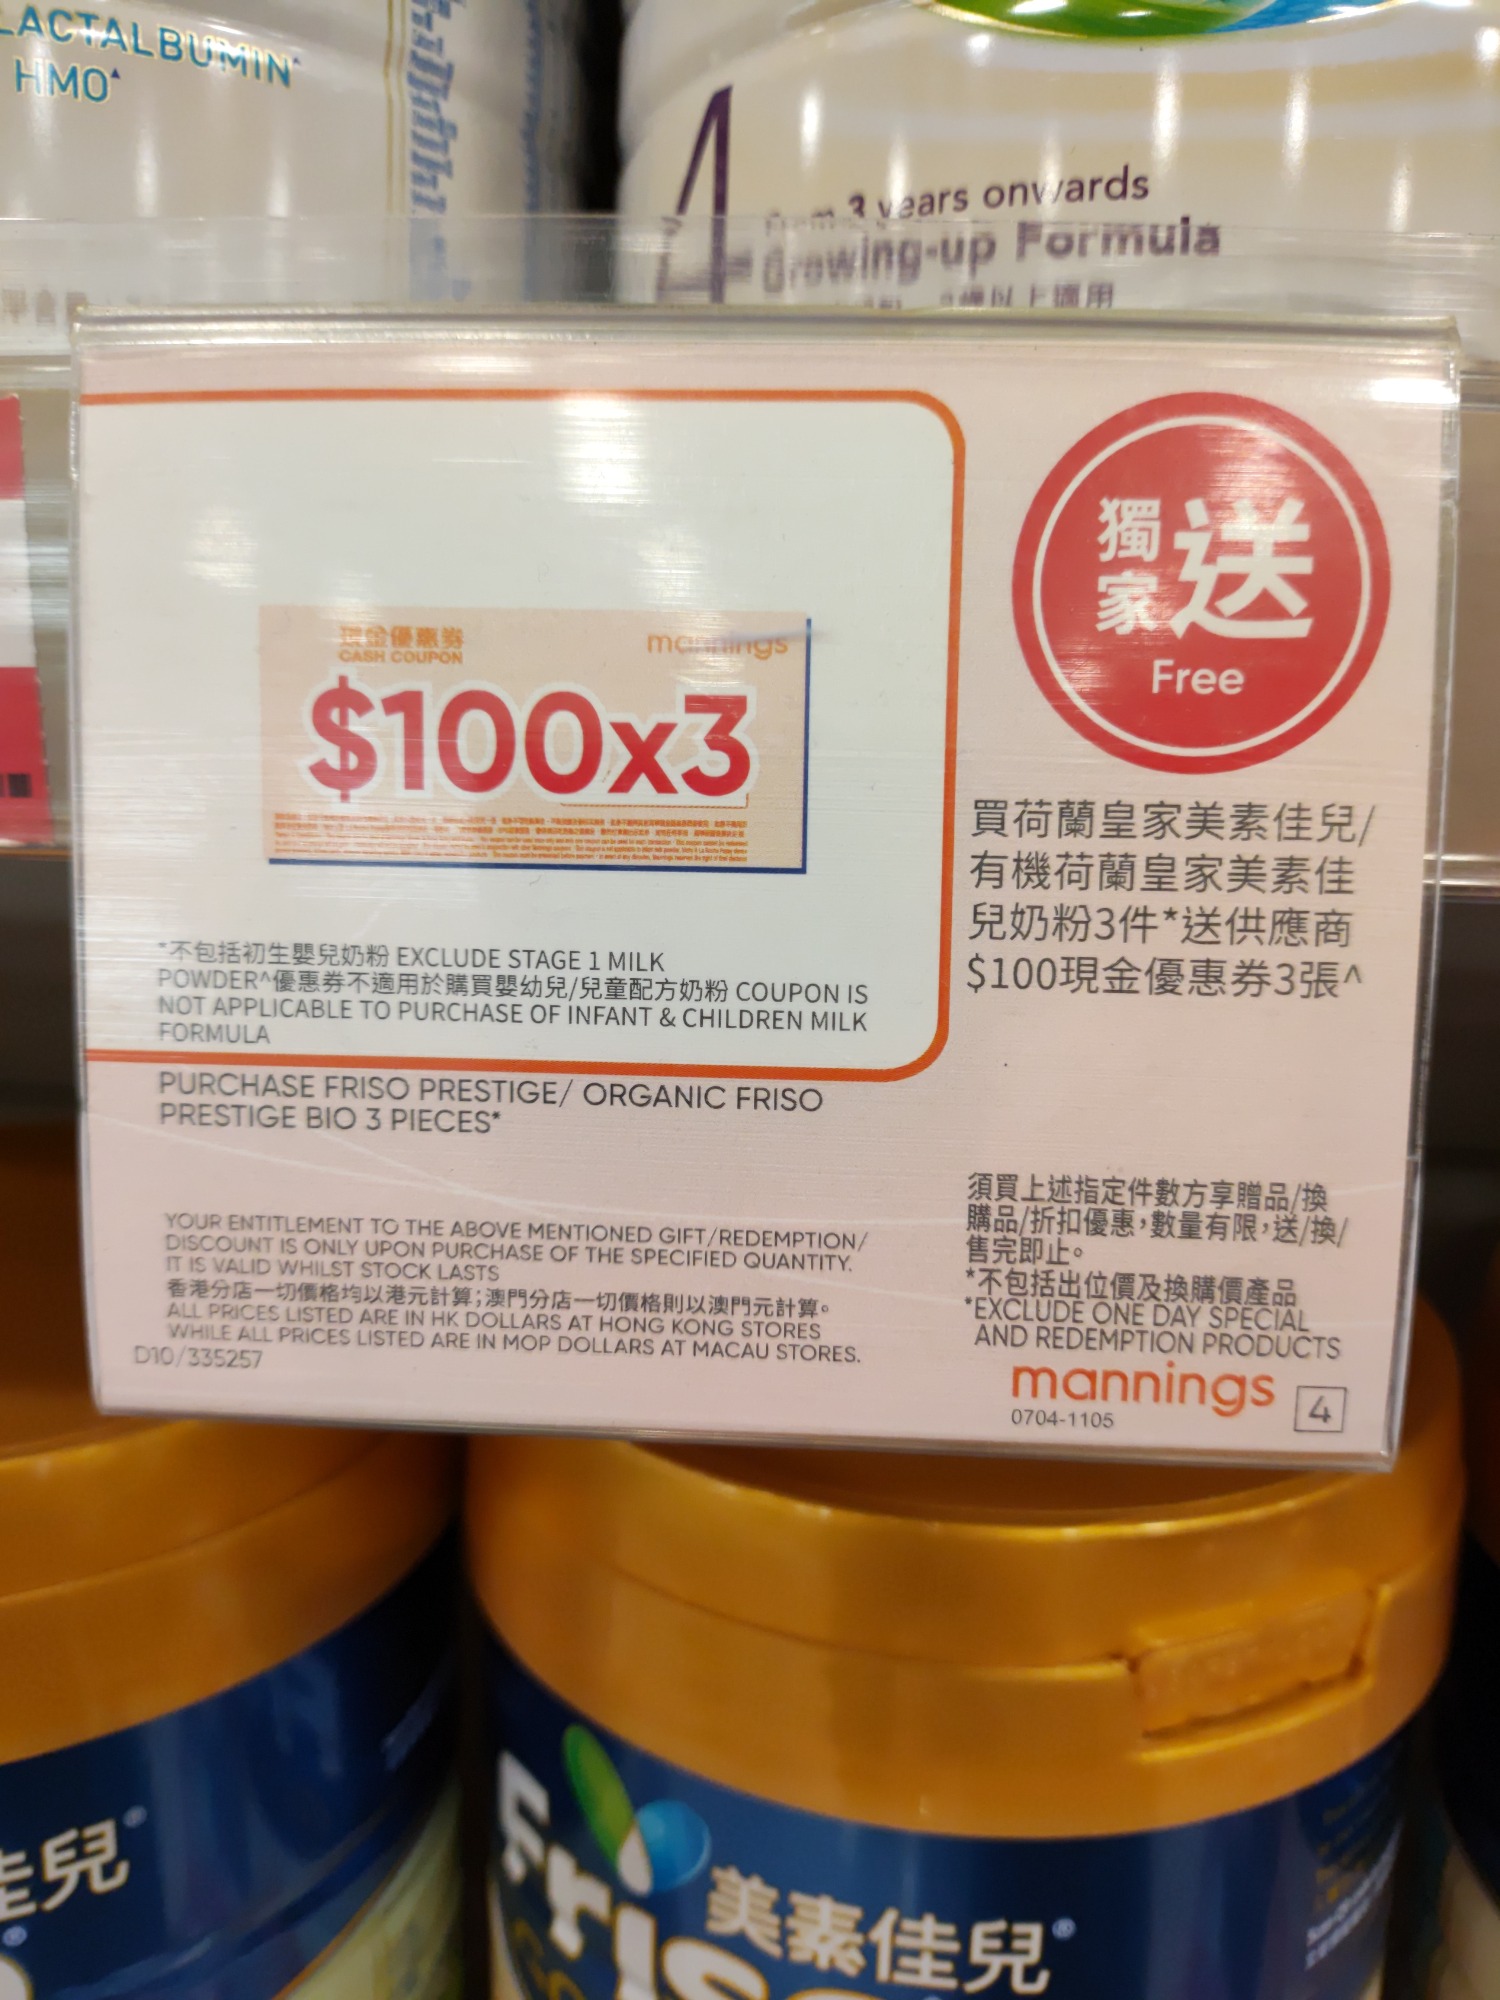 LACTALBUMIN▲
HMO▲
4
From 3 years onwards
Growing-up Formula
獨家
送
Free
現金優惠券
CASH COUPON
mannings
$100x3
買荷蘭皇家美素佳兒/
有機荷蘭皇家美素佳
兒奶粉3件*送供應商
$100現金優惠券3張^
*不包括初生嬰兒奶粉 EXCLUDE STAGE 1 MILK
POWDER^優惠券不適用於購買嬰幼兒/兒童配方奶粉 COUPON IS
NOT APPLICABLE TO PURCHASE OF INFANT & CHILDREN MILK
FORMULA
PURCHASE FRISO PRESTIGE/ ORGANIC FRISO
PRESTIGE BIO 3 PIECES*
YOUR ENTITLEMENT TO THE ABOVE MENTIONED GIFT/REDEMPTION/
DISCOUNT IS ONLY UPON PURCHASE OF THE SPECIFIED QUANTITY.
IT IS VALID WHILST STOCK LASTS
香港分店一切價格均以港元計算;澳門分店一切價格則以澳門元計算。
ALL PRICES LISTED ARE IN HK DOLLARS AT HONG KONG STORES
WHILE ALL PRICES LISTED ARE IN MOP DOLLARS AT MACAU STORES.
D10/335257
須買上述指定件數方享贈品/換
購品/折扣優惠,數量有限,送/換/
售完即止。
*不包括出位價及換購價產品
*EXCLUDE ONE DAY SPECIAL
AND REDEMPTION PRODUCTS
mannings
0704-1105
4
佳兒®
Friso
美素佳兒®